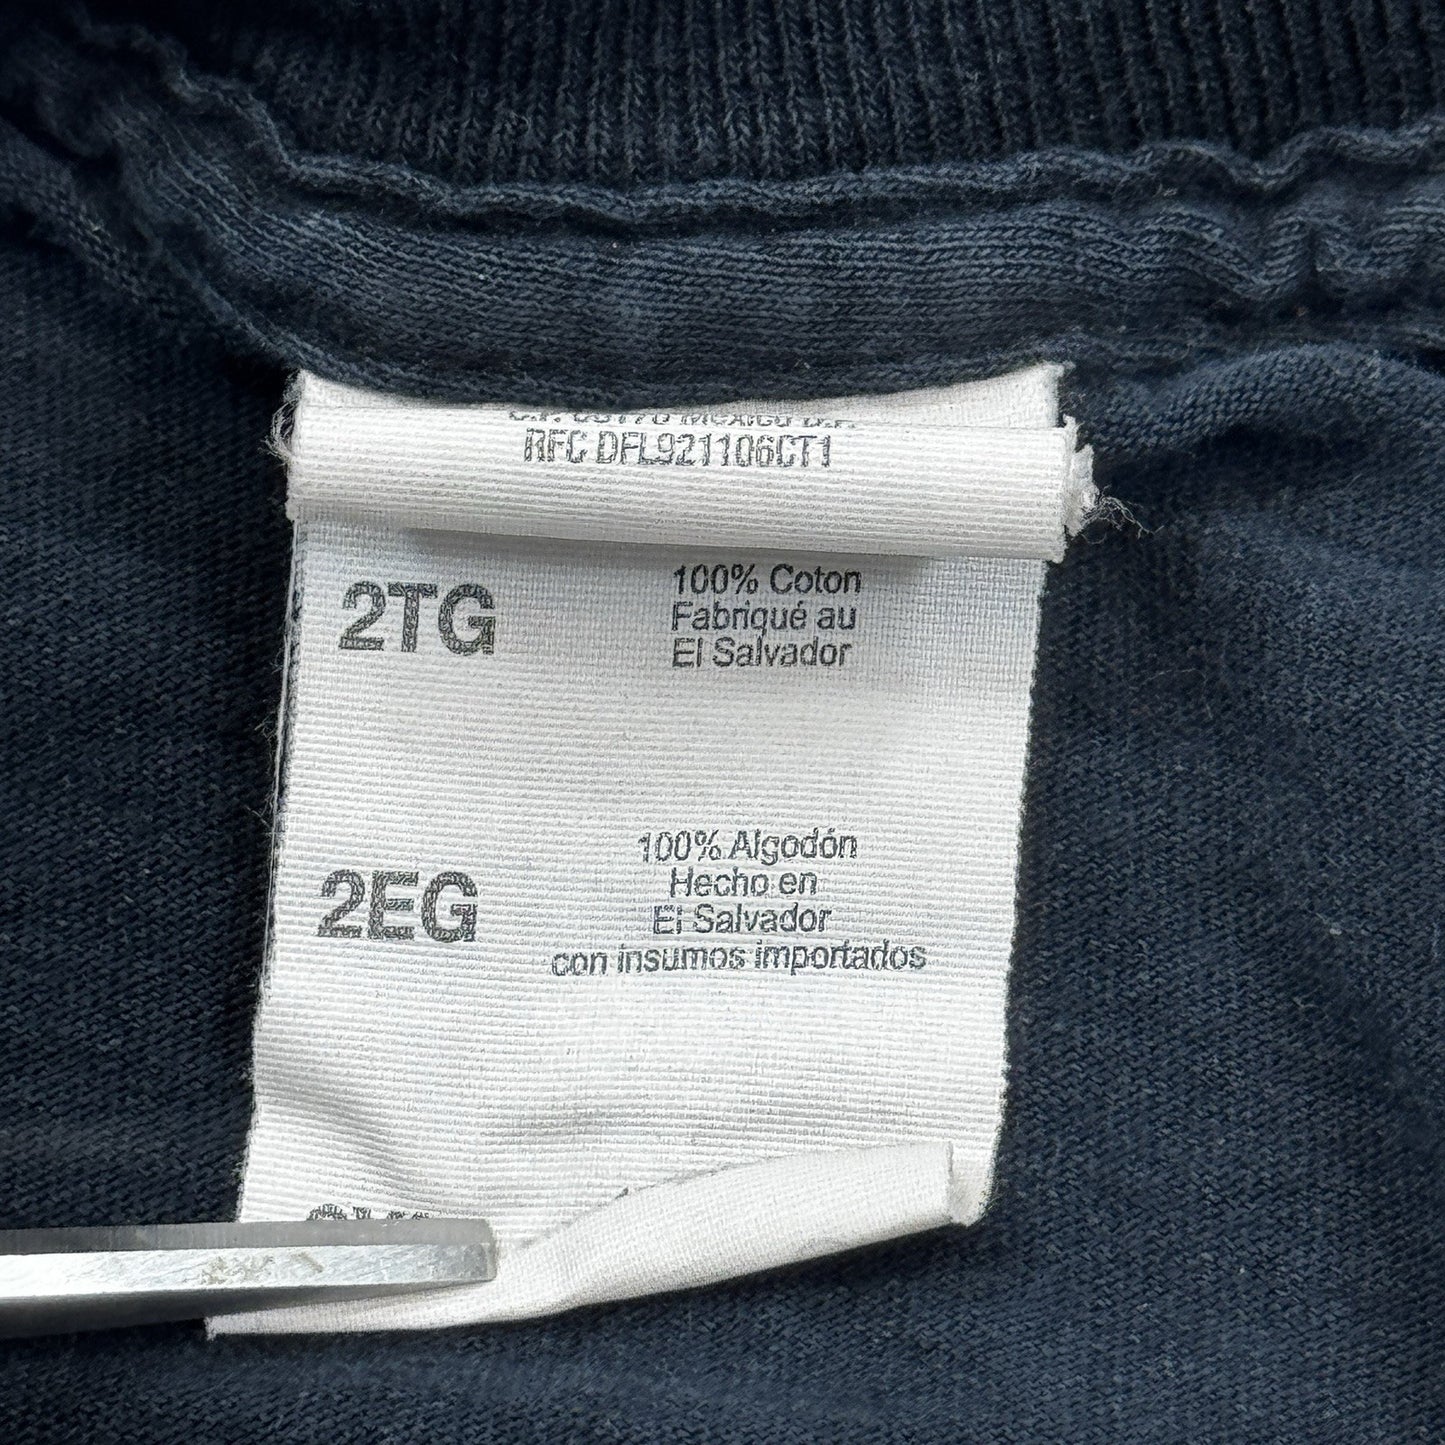 RFC DFL921106CT1
2TG
100% Coton
Fabriqué au
El Salvador
2EG
100% Algodón
Hecho en
El Salvador
con insumos importados